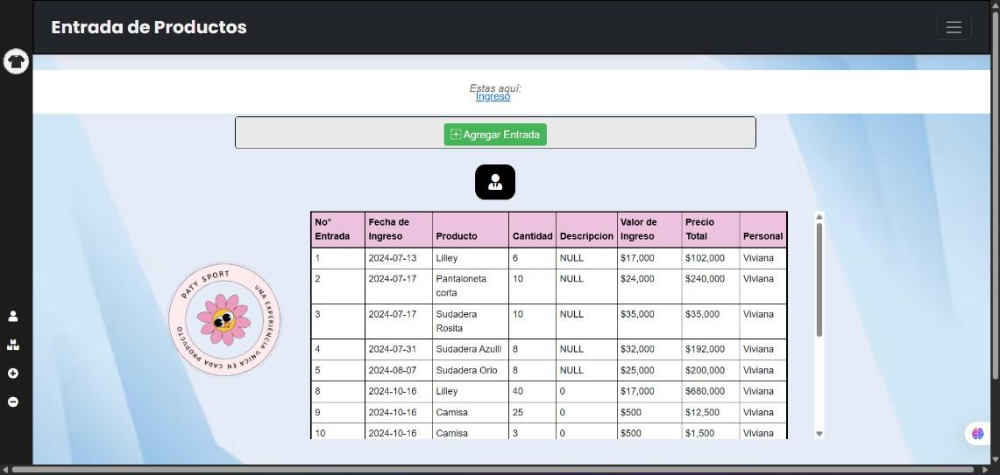 Entrada de Productos
Estas aquí:
Ingreso
Agregar Entrada
PATY SPORT
UNA EXPERIENCIA UNICA EN CADA PRODUCTO
No° Entrada Fecha de Ingreso Producto Cantidad Descripcion Valor de Ingreso Precio Total Personal
1 2024-07-13 Lilley 6 NULL $17,000 $102,000 Viviana
2 2024-07-17 Pantaloneta corta 10 NULL $24,000 $240,000 Viviana
3 2024-07-17 Sudadera Rosita 10 NULL $35,000 $35,000 Viviana
4 2024-07-31 Sudadera Azulll 8 NULL $32,000 $192,000 Viviana
5 2024-08-07 Sudadera Orio 8 NULL $25,000 $200,000 Viviana
8 2024-10-16 Lilley 40 0 $17,000 $680,000 Viviana
9 2024-10-16 Camisa 25 0 $500 $12,500 Viviana
10 2024-10-16 Camisa 3 0 $500 $1,500 Viviana